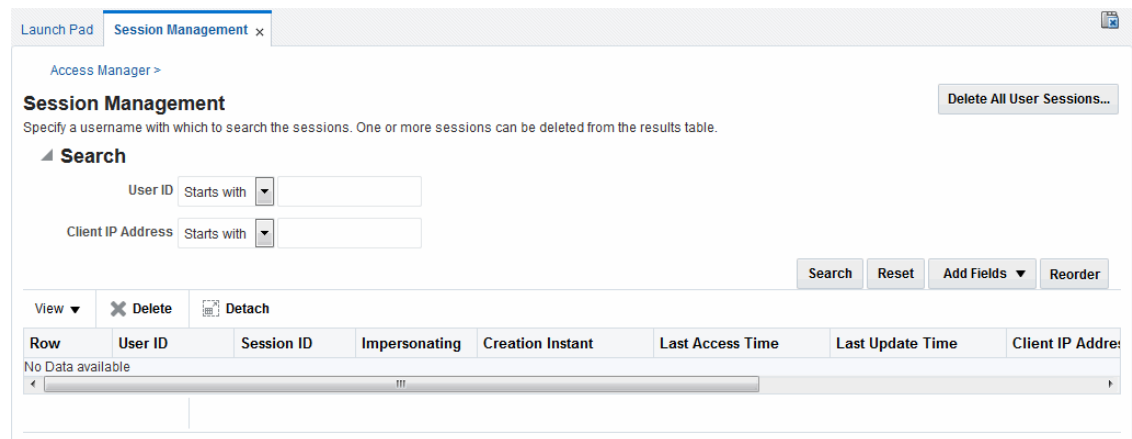 Launch Pad Session Management ×
Access Manager >
Session Management
Delete All User Sessions...
Specify a username with which to search the sessions. One or more sessions can be deleted from the results table.
Search
User ID Starts with
Client IP Address Starts with
Search Reset Add Fields Reorder
View Delete Detach
Row User ID Session ID Impersonating Creation Instant Last Access Time Last Update Time Client IP Addres
No Data available